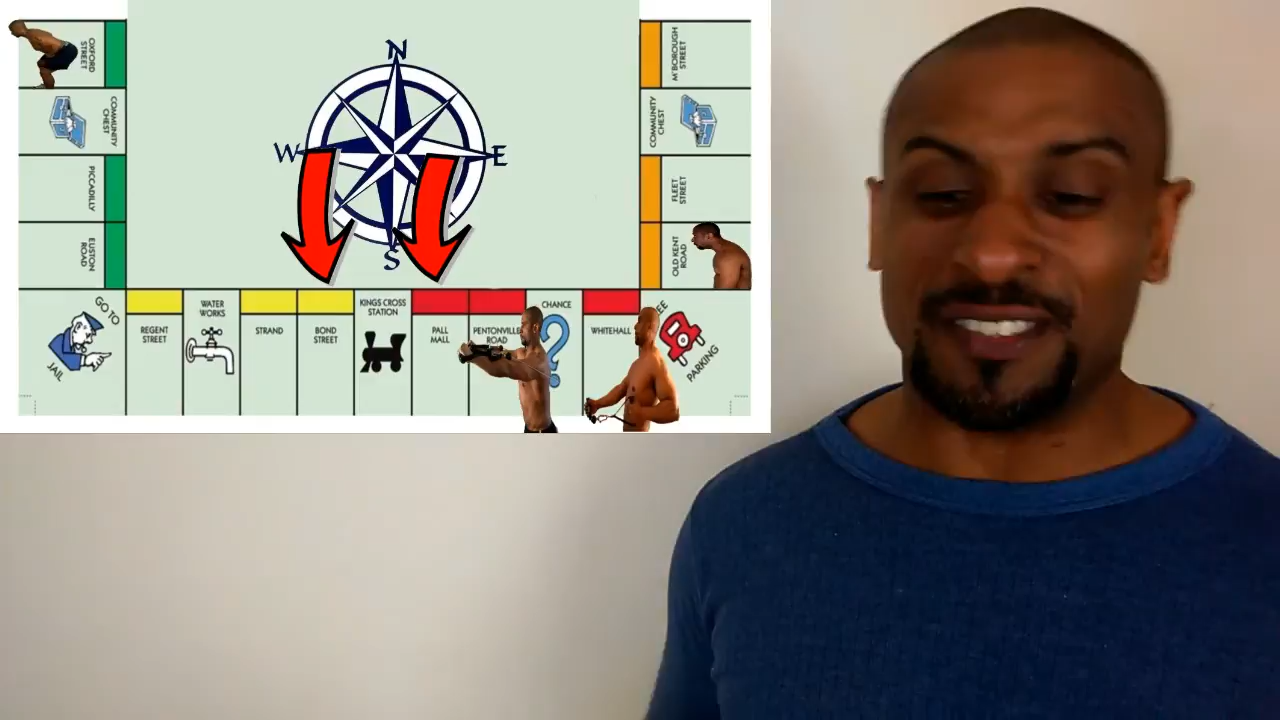 OXFORD
STREET
COMMUNITY
CHEST
PICCADILLY
EUSTON
ROAD
N
W
E
S
M'BOROUGH
STREET
COMMUNITY
CHEST
FLEET
STREET
OLD KENT
ROAD
GO TO
JAIL
REGENT
STREET
WATER
WORKS
STRAND
BOND
STREET
KINGS CROSS
STATION
PALL
MALL
PENTONVILLE
ROAD
CHANCE
?
WHITEHALL
EE
PARKING